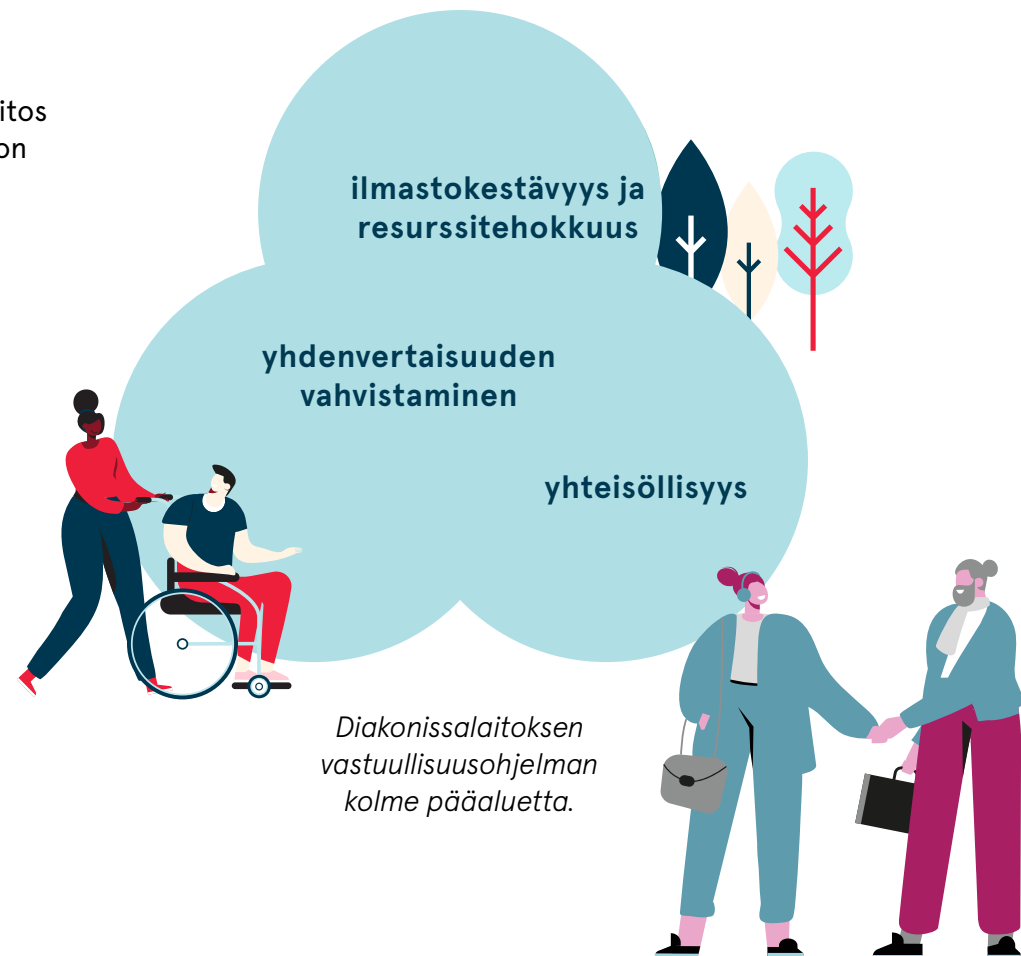 itos
on
ilmastokestävyys ja
resurssitehokkuus
yhdenvertaisuuden
vahvistaminen
yhteisöllisyys
Diakonissalaitoksen
vastuullisuusohjelman
kolme pääaluetta.